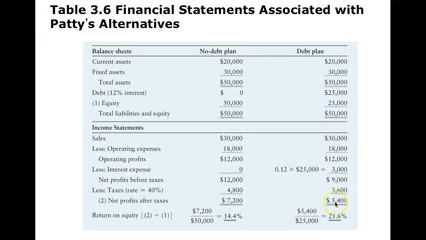 Table 3.6 Financial Statements Associated with
Patty's Alternatives
Balance sheets No-debt plan Debt plan
Current assets $20,000 $20,000
Fixed assets 30,000 30,000
Total assets $50,000 $50,000
Debt (12% interest) $ 0 $25,000
(1) Equity 50,000 25,000
Total liabilities and equity $50,000 $50,000
Income Statements
Sales $30,000 $30,000
Less: Operating expenses 18,000 18,000
Operating profits $12,000 $12,000
Less: Interest expense 0 0.12 × $25,000 = 3,000
Net profits before taxes $12,000 $ 9,000
Less: Taxes (rate = 40%) 4,800 3,600
(2) Net profits after taxes $ 7,200 $ 5,400
Return on equity [(2) ÷ (1)] $7,200 / $50,000 = 14.4% $5,400 / $25,000 = 21.6%